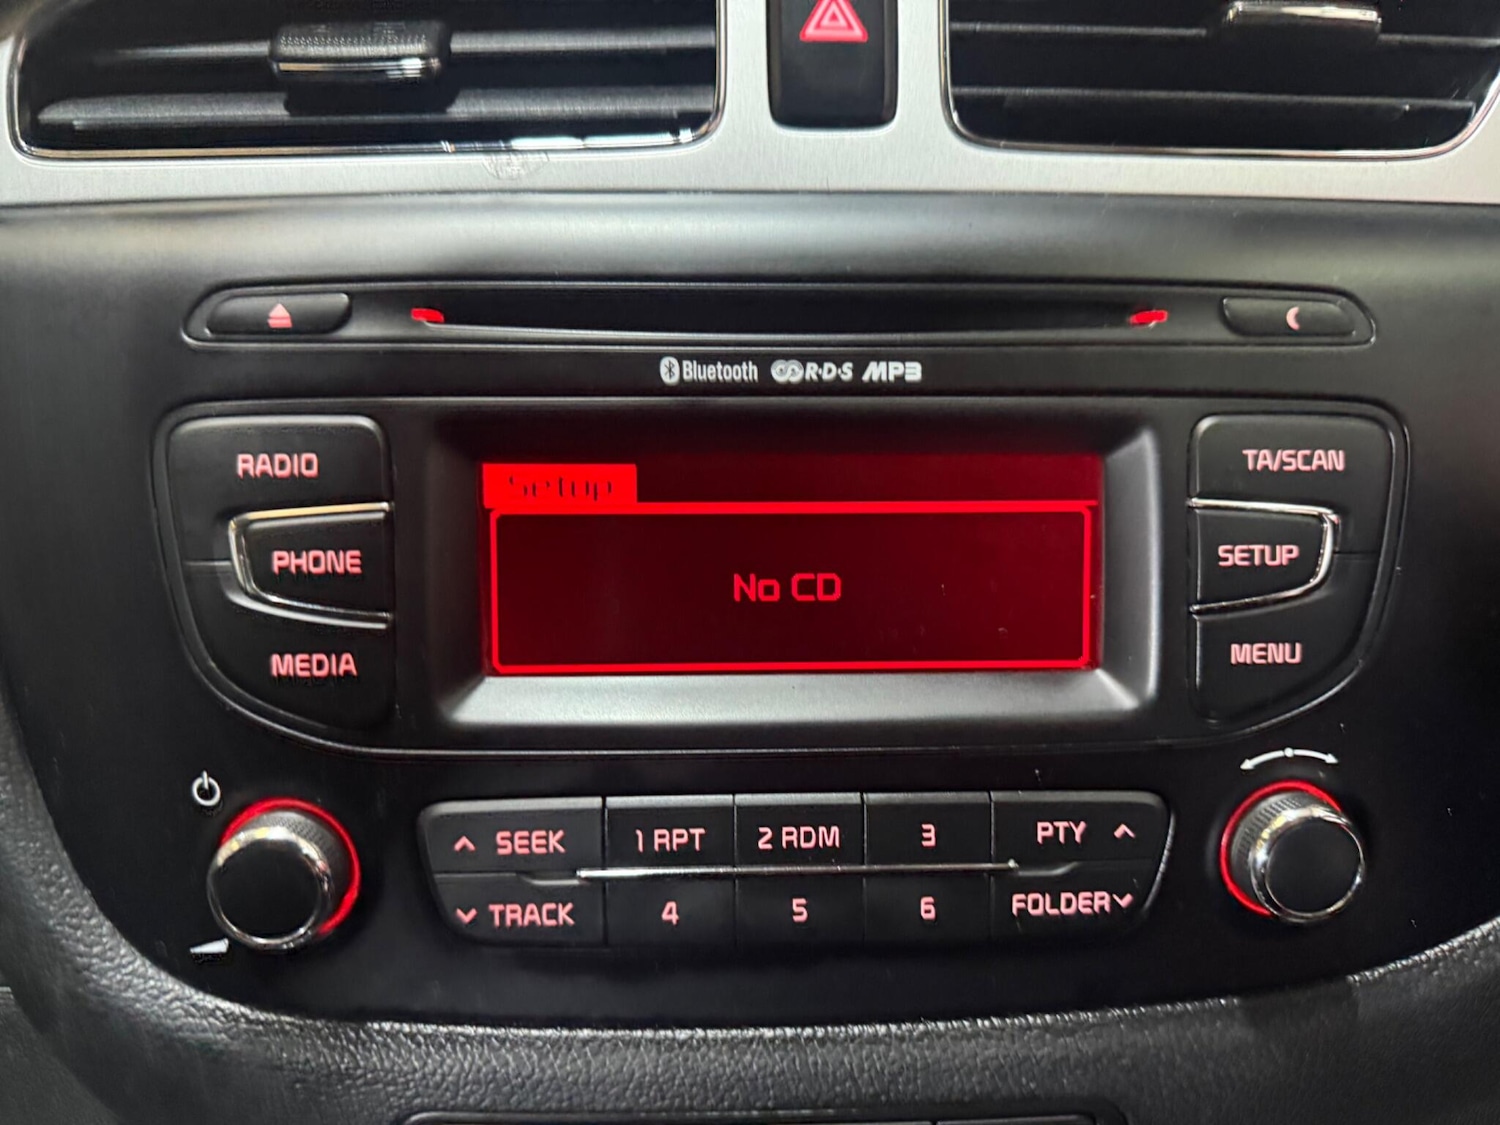 Bluetooth R·D·S MP3
RADIO
TA/SCAN
Setup
PHONE
SETUP
No CD
MEDIA
MENU
SEEK
1 RPT
2 RDM
3
PTY
TRACK
4
5
6
FOLDER